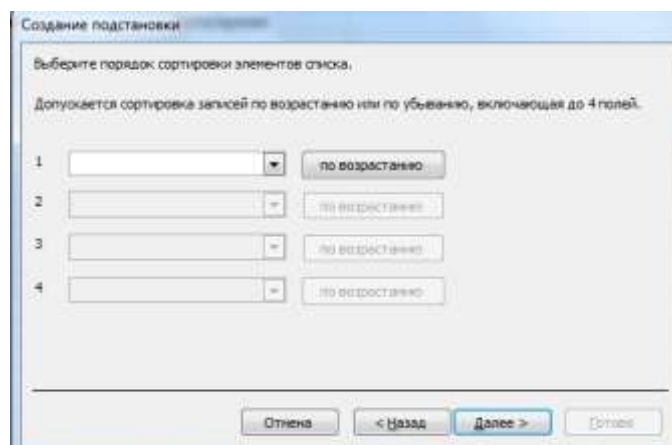 Создание подстановки
Выберите порядок сортировки элементов списка.
Допускается сортировка записей по возрастанию или по убыванию, включающая до 4 полей.
1 по возрастанию
2 по возрастанию
3 по возрастанию
4 по возрастанию
Отмена < Назад Далее > Готово